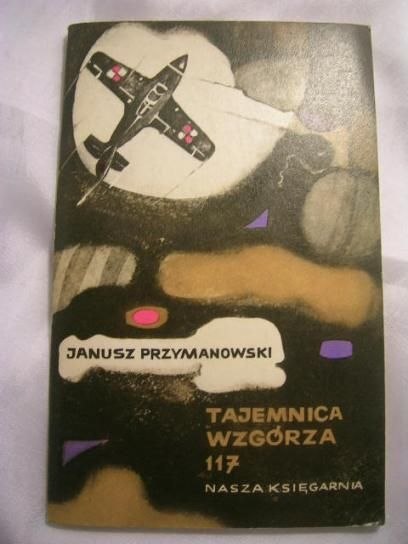 JANUSZ PRZYMANOWSKI
TAJEMNICA
WZGÓRZA
117
NASZA KSIĘGARNIA